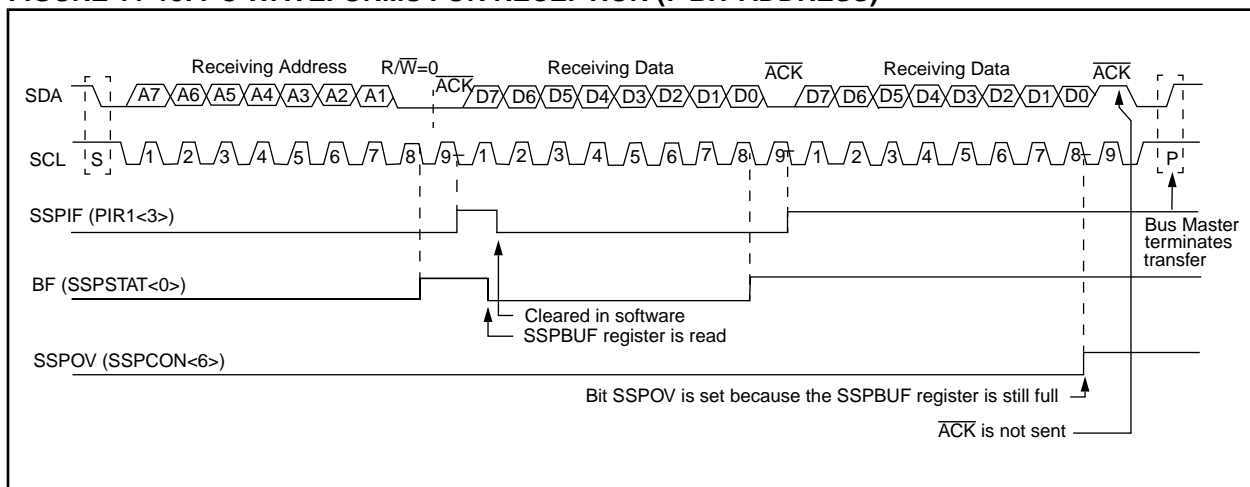 FIGURE 11-18: I²C WAVEFORMS FOR RECEPTION (7-BIT ADDRESS)
Receiving Address R/W=0 ACK Receiving Data ACK Receiving Data ACK
SDA A7 A6 A5 A4 A3 A2 A1 D7 D6 D5 D4 D3 D2 D1 D0 D7 D6 D5 D4 D3 D2 D1 D0
SCL S 1 2 3 4 5 6 7 8 9 1 2 3 4 5 6 7 8 9 1 2 3 4 5 6 7 8 9 P
SSPIF (PIR1<3>)
Bus Master
terminates
transfer
BF (SSPSTAT<0>)
Cleared in software
SSPBUF register is read
SSPOV (SSPCON<6>)
Bit SSPOV is set because the SSPBUF register is still full
ACK is not sent